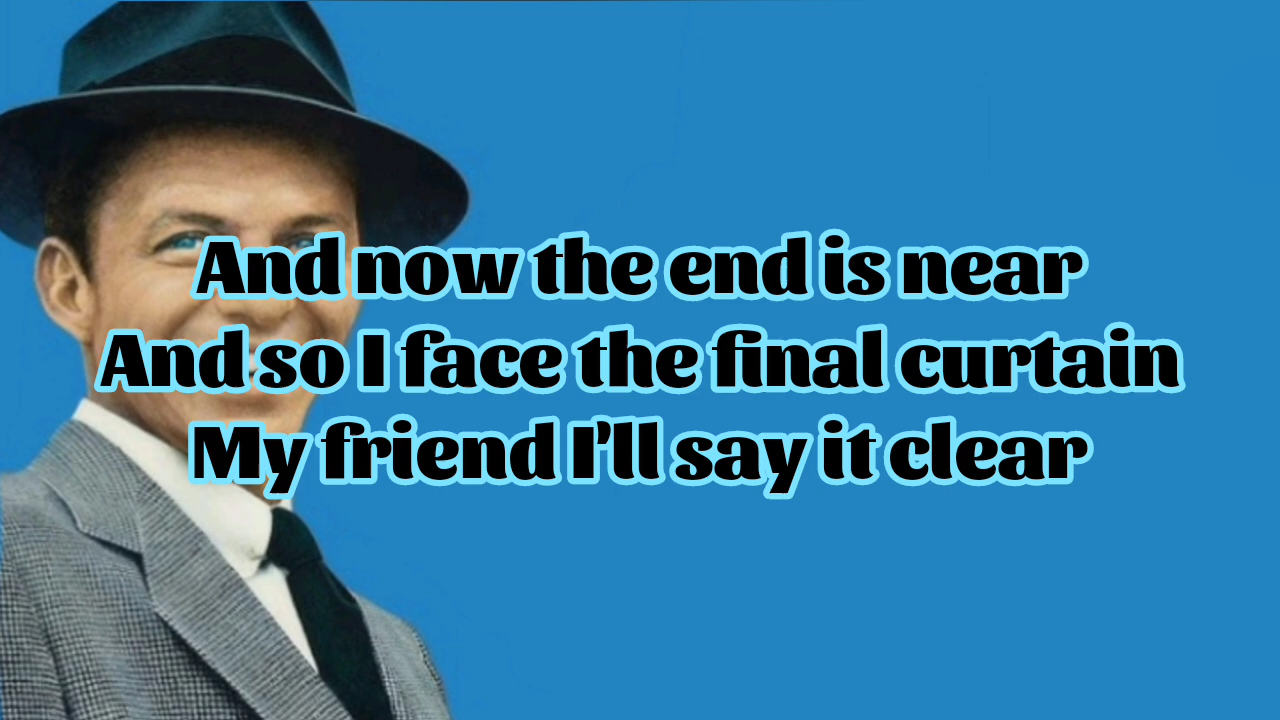 And now the end is near
And so I face the final curtain
My friend I'll say it clear